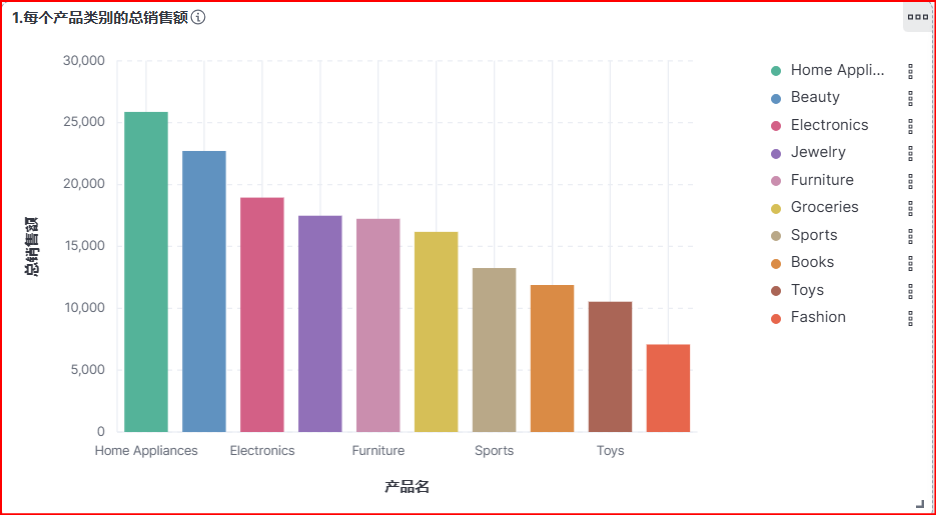 1.每个产品类别的总销售额
30,000
25,000
20,000
15,000
10,000
5,000
0
总销售额
Home Appliances
Electronics
Furniture
Sports
Toys
产品名
Home Appli...
Beauty
Electronics
Jewelry
Furniture
Groceries
Sports
Books
Toys
Fashion